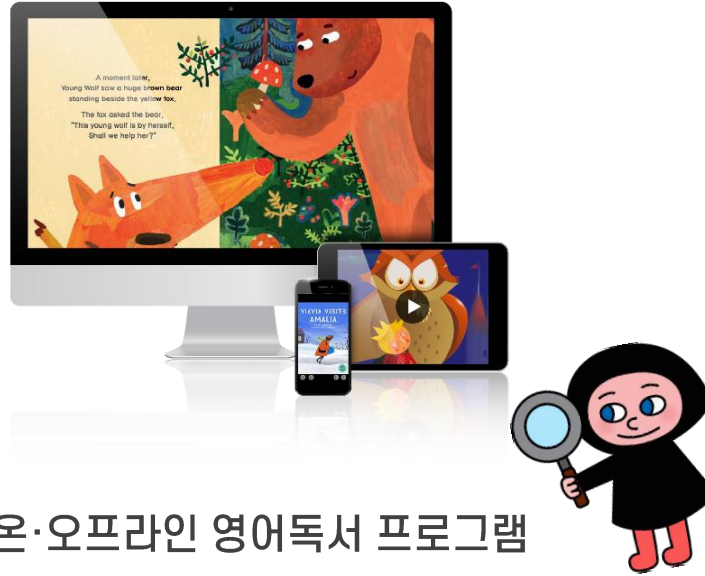 A moment later,
Young Wolf saw a huge brown bear
standing beside the yellow fox.
The fox asked the bear,
"This young wolf is by herself,
Shall we help her?"
VISITS
AMALIA
온·오프라인 영어독서 프로그램